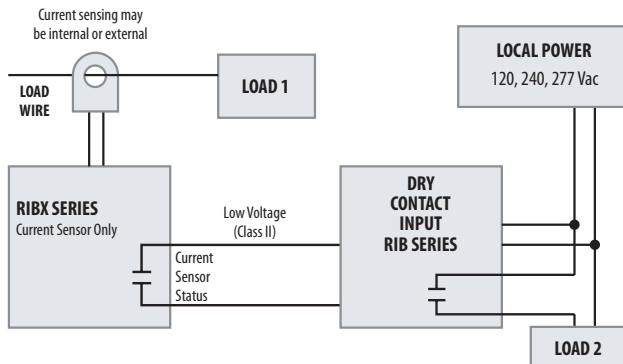 Current sensing may
be internal or external
LOAD
WIRE
LOAD 1
LOCAL POWER
120, 240, 277 Vac
RIBX SERIES
Current Sensor Only
Low Voltage
(Class II)
Current
Sensor
Status
DRY
CONTACT
INPUT
RIB SERIES
LOAD 2